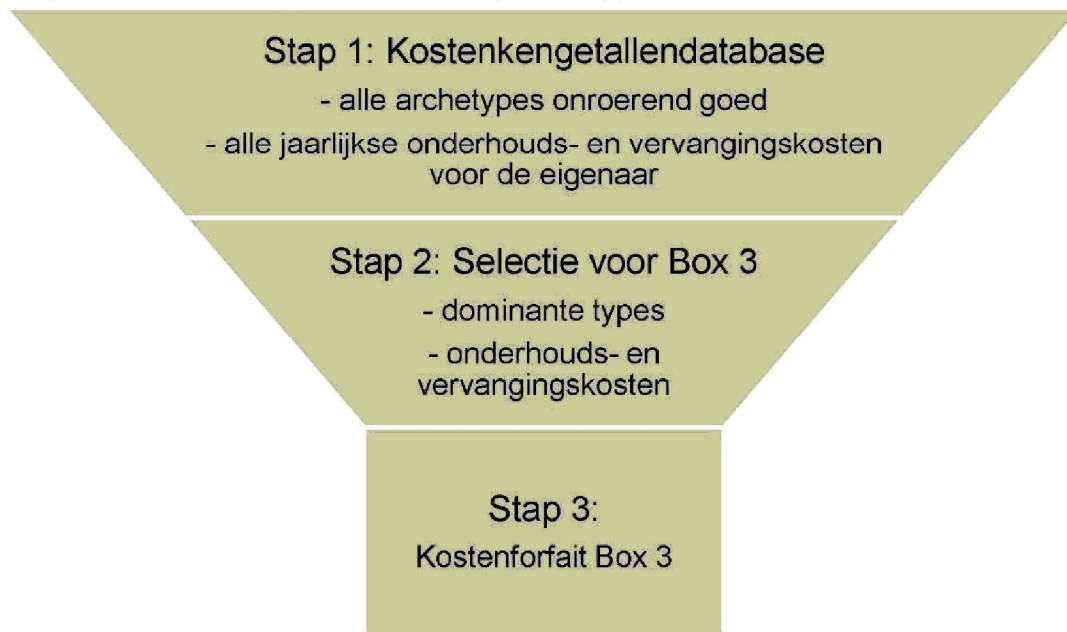 Stap 1: Kostenkengetallendatabase
- alle archetypes onroerend goed
- alle jaarlijkse onderhouds- en vervangingskosten
voor de eigenaar
Stap 2: Selectie voor Box 3
- dominante types
- onderhouds- en
vervangingskosten
Stap 3:
Kostenforfait Box 3